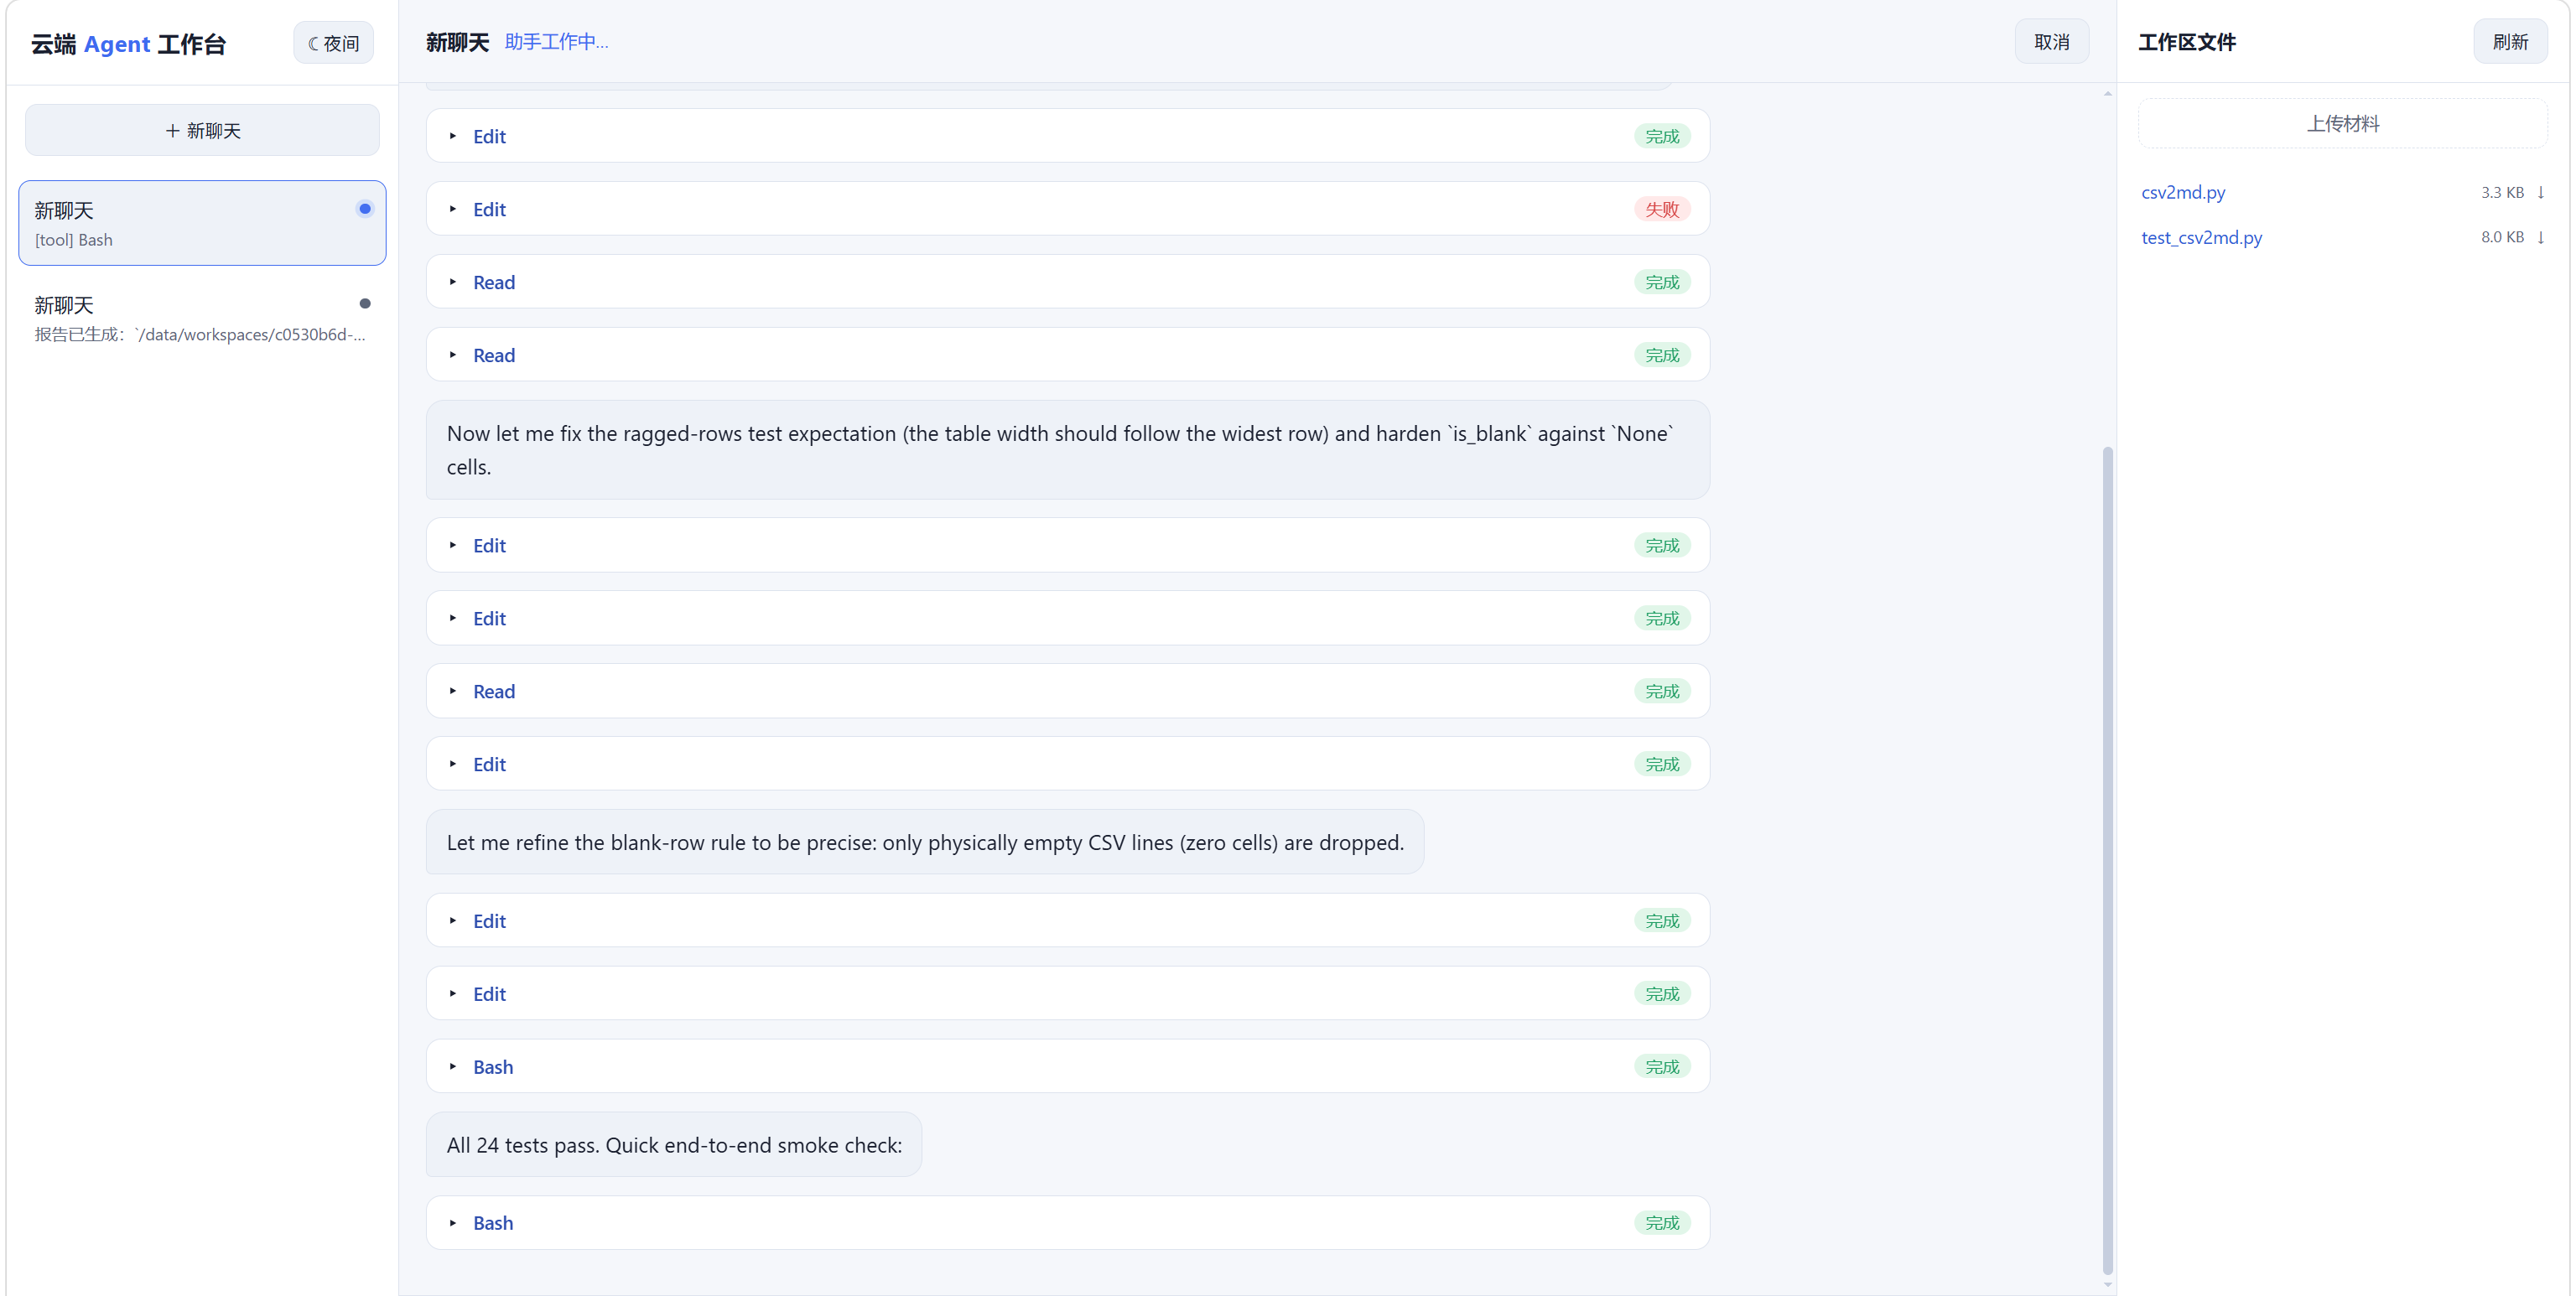 云端 Agent 工作台
☾ 夜间
＋ 新聊天
新聊天
[tool] Bash
新聊天
报告已生成：`/data/workspaces/c0530b6d-...
新聊天 助手工作中...
取消
Edit 完成
Edit 失败
Read 完成
Read 完成
Now let me fix the ragged-rows test expectation (the table width should follow the widest row) and harden `is_blank` against `None`
cells.
Edit 完成
Edit 完成
Read 完成
Edit 完成
Let me refine the blank-row rule to be precise: only physically empty CSV lines (zero cells) are dropped.
Edit 完成
Edit 完成
Bash 完成
All 24 tests pass. Quick end-to-end smoke check:
Bash 完成
工作区文件
刷新
上传材料
csv2md.py 3.3 KB ↓
test_csv2md.py 8.0 KB ↓